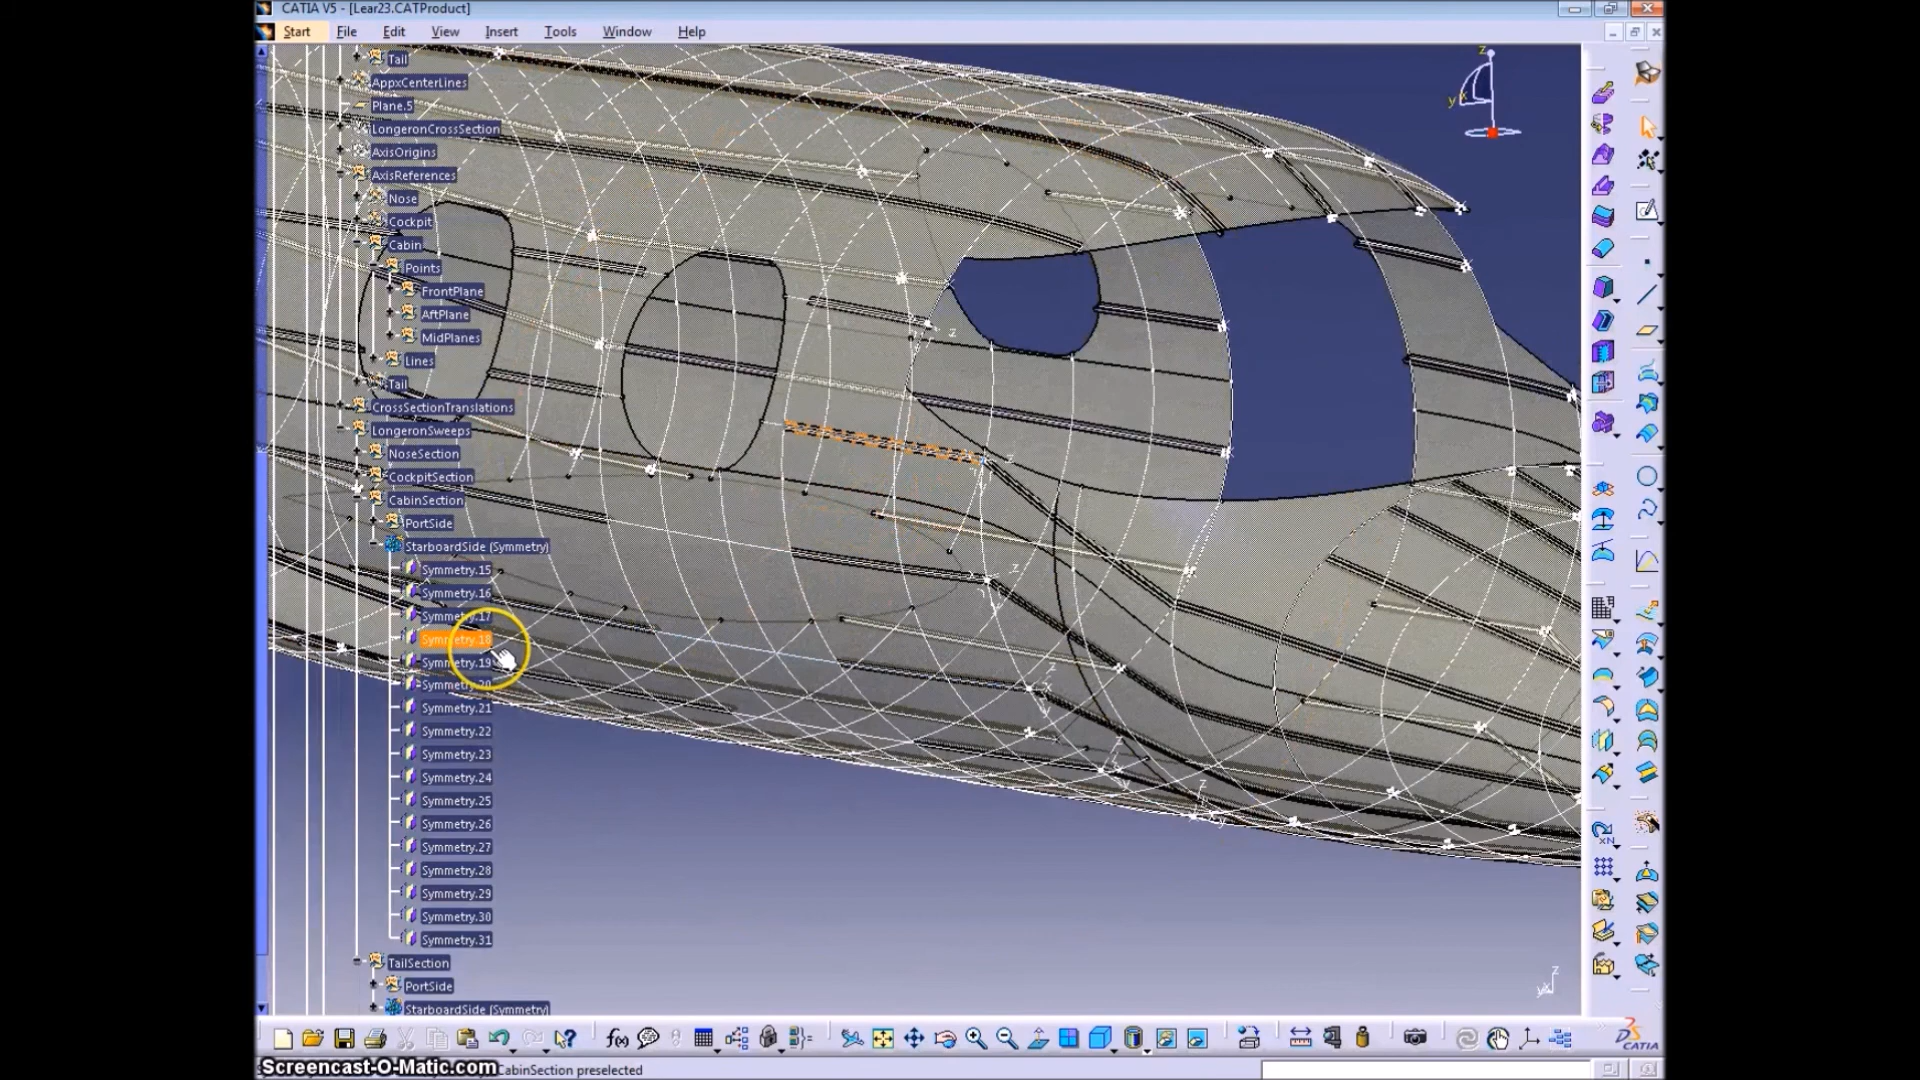 CATIA V5 - [Lear23.CATProduct]
Start File Edit View Insert Tools Window Help
Tail
AppxCenterLines
Plane.5
LongeronCrossSection
AxisOrigins
AxisReferences
Nose
Cockpit
Cabin
Points
FrontPlane
AftPlane
MidPlanes
Lines
Tail
CrossSectionTranslations
LongeronSweeps
NoseSection
CockpitSection
CabinSection
PortSide
StarboardSide (Symmetry)
Symmetry.15
Symmetry.16
Symmetry.17
Symmetry.18
Symmetry.19
Symmetry.20
Symmetry.21
Symmetry.22
Symmetry.23
Symmetry.24
Symmetry.25
Symmetry.26
Symmetry.27
Symmetry.28
Symmetry.29
Symmetry.30
Symmetry.31
TailSection
PortSide
StarboardSide (Symmetry)
CATIA
Screencast-O-Matic.com
CabinSection preselected